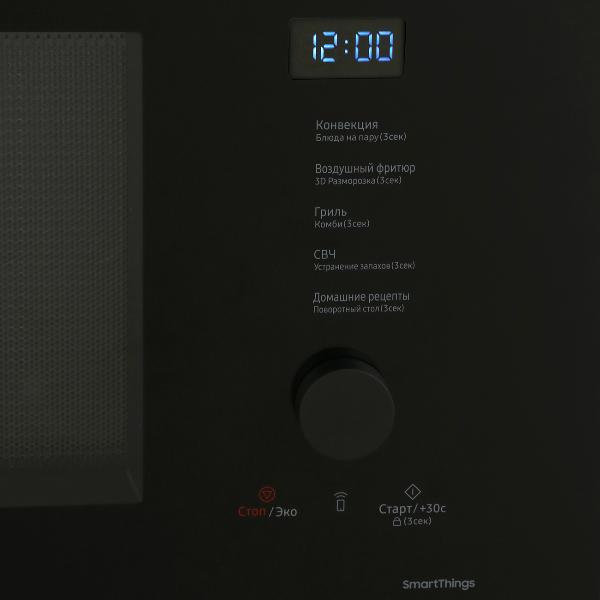 12:00
Конвекция
Блюда на пару(3сек)
Воздушный фритюр
3D Разморозка(3сек)
Гриль
Комби(3сек)
СВЧ
Устранение запахов(3сек)
Домашние рецепты
Поворотный стол(3сек)
Стоп/Эко
Старт/+30с
(3сек)
SmartThings